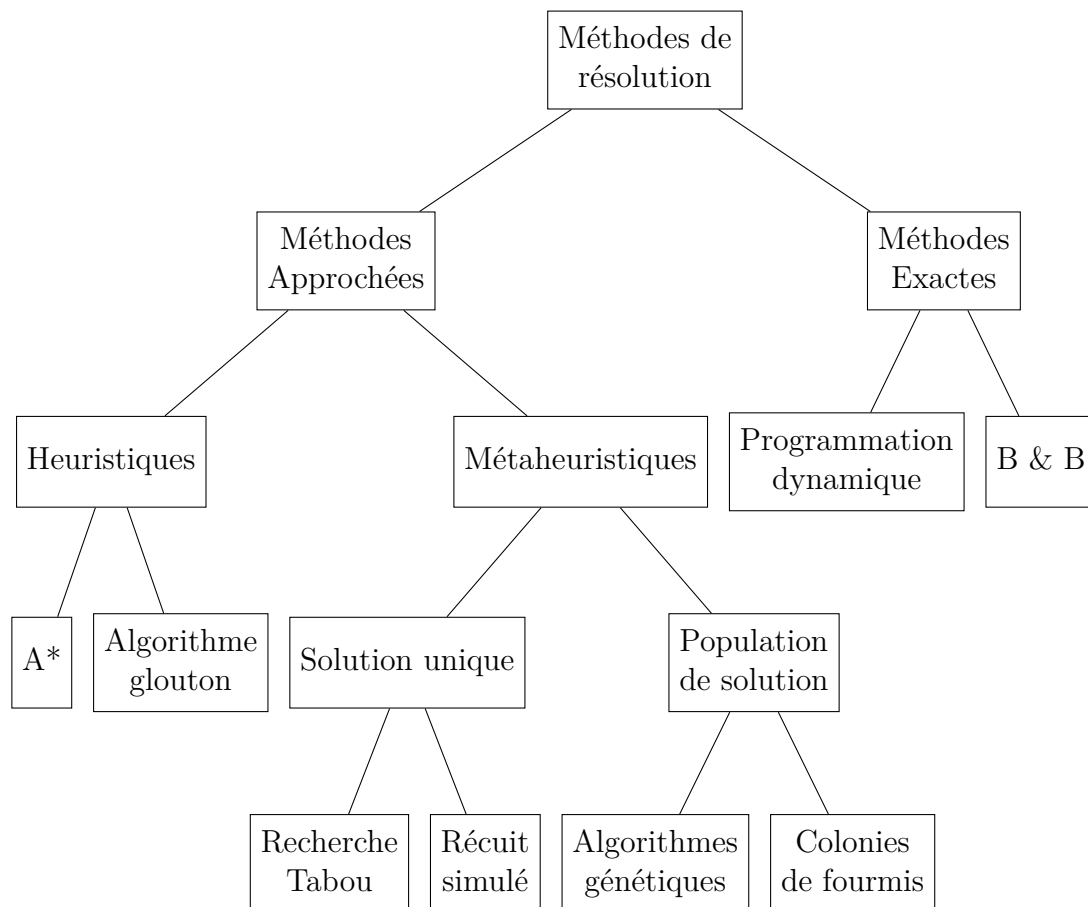 Méthodes de
résolution
Méthodes
Approchées
Méthodes
Exactes
Heuristiques
Métaheuristiques
Programmation
dynamique
B & B
A*
Algorithme
glouton
Solution unique
Population
de solution
Recherche
Tabou
Récuit
simulé
Algorithmes
génétiques
Colonies
de fourmis